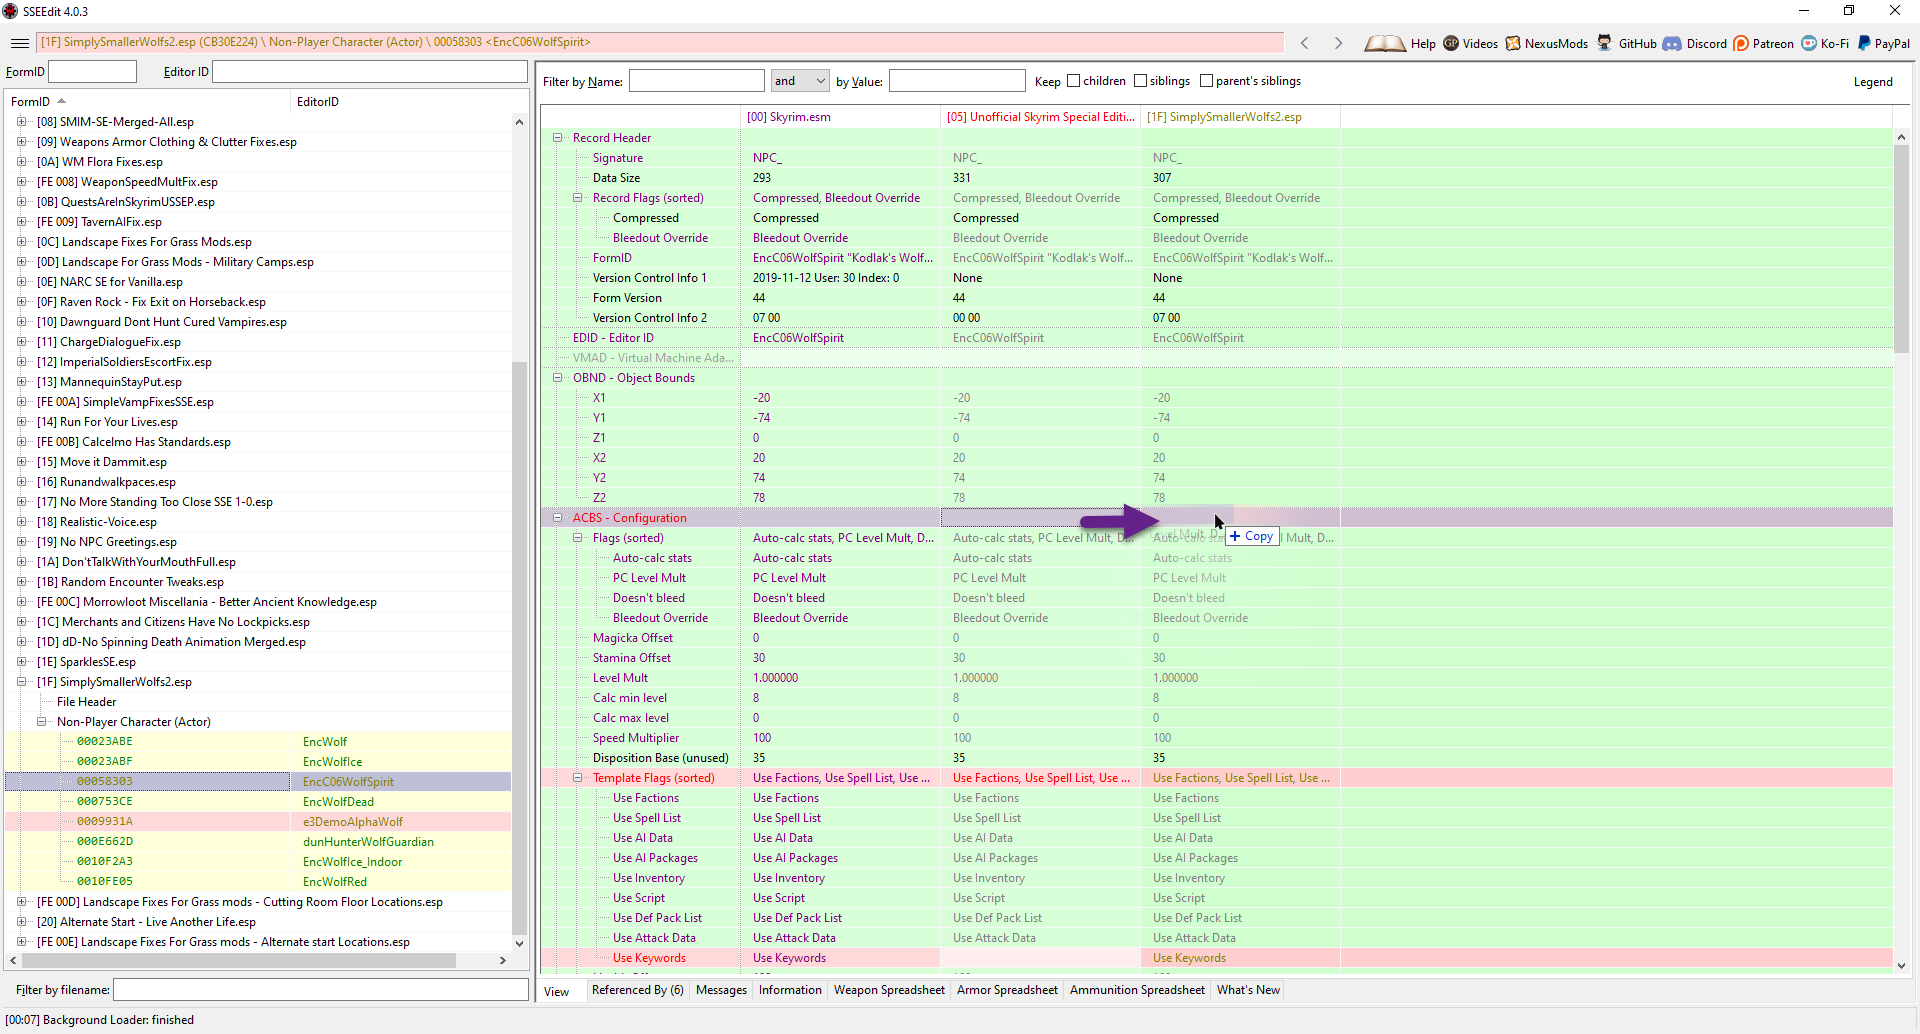 SSEEdit 4.0.3
[1F] SimplySmallerWolfs2.esp (CB30E224) \ Non-Player Character (Actor) \ 00058303 <EncC06WolfSpirit>
Help Videos NexusMods GitHub Discord Patreon Ko-Fi PayPal
FormID Editor ID
FormID EditorID
[08] SMIM-SE-Merged-All.esp
[09] Weapons Armor Clothing & Clutter Fixes.esp
[0A] WM Flora Fixes.esp
[FE 008] WeaponSpeedMultFix.esp
[0B] QuestsAreInSkyrimUSSEP.esp
[FE 009] TavernAIFix.esp
[0C] Landscape Fixes For Grass Mods.esp
[0D] Landscape For Grass Mods - Military Camps.esp
[0E] NARC SE for Vanilla.esp
[0F] Raven Rock - Fix Exit on Horseback.esp
[10] Dawnguard Dont Hunt Cured Vampires.esp
[11] ChargeDialogueFix.esp
[12] ImperialSoldiersEscortFix.esp
[13] MannequinStayPut.esp
[FE 00A] SimpleVampFixesSSE.esp
[14] Run For Your Lives.esp
[FE 00B] Calcelmo Has Standards.esp
[15] Move it Dammit.esp
[16] Runandwalkpaces.esp
[17] No More Standing Too Close SSE 1-0.esp
[18] Realistic-Voice.esp
[19] No NPC Greetings.esp
[1A] Don'tTalkWithYourMouthFull.esp
[1B] Random Encounter Tweaks.esp
[FE 00C] Morrowloot Miscellania - Better Ancient Knowledge.esp
[1C] Merchants and Citizens Have No Lockpicks.esp
[1D] dD-No Spinning Death Animation Merged.esp
[1E] SparklesSE.esp
[1F] SimplySmallerWolfs2.esp
File Header
Non-Player Character (Actor)
00023ABE EncWolf
00023ABF EncWolfIce
00058303 EncC06WolfSpirit
000753CE EncWolfDead
0009931A e3DemoAlphaWolf
000E662D dunHunterWolfGuardian
0010F2A3 EncWolfIce_Indoor
0010FE05 EncWolfRed
[FE 00D] Landscape Fixes For Grass mods - Cutting Room Floor Locations.esp
[20] Alternate Start - Live Another Life.esp
[FE 00E] Landscape Fixes For Grass mods - Alternate start Locations.esp
Filter by filename:
[00:07] Background Loader: finished
Filter by Name: and by Value: Keep children siblings parent's siblings Legend
[00] Skyrim.esm [05] Unofficial Skyrim Special Editi... [1F] SimplySmallerWolfs2.esp
Record Header
Signature NPC_ NPC_ NPC_
Data Size 293 331 307
Record Flags (sorted) Compressed, Bleedout Override Compressed, Bleedout Override Compressed, Bleedout Override
Compressed Compressed Compressed Compressed
Bleedout Override Bleedout Override Bleedout Override Bleedout Override
FormID EncC06WolfSpirit "Kodlak's Wolf... EncC06WolfSpirit "Kodlak's Wolf... EncC06WolfSpirit "Kodlak's Wolf...
Version Control Info 1 2019-11-12 User: 30 Index: 0 None None
Form Version 44 44 44
Version Control Info 2 07 00 00 00 07 00
EDID - Editor ID EncC06WolfSpirit EncC06WolfSpirit EncC06WolfSpirit
VMAD - Virtual Machine Ada...
OBND - Object Bounds
X1 -20 -20 -20
Y1 -74 -74 -74
Z1 0 0 0
X2 20 20 20
Y2 74 74 74
Z2 78 78 78
ACBS - Configuration
+ Copy
Flags (sorted) Auto-calc stats, PC Level Mult, D... Auto-calc stats, PC Level Mult, D...
Auto-calc stats Auto-calc stats Auto-calc stats Auto-calc stats
PC Level Mult PC Level Mult PC Level Mult PC Level Mult
Doesn't bleed Doesn't bleed Doesn't bleed Doesn't bleed
Bleedout Override Bleedout Override Bleedout Override Bleedout Override
Magicka Offset 0 0 0
Stamina Offset 30 30 30
Level Mult 1.000000 1.000000 1.000000
Calc min level 8 8 8
Calc max level 0 0 0
Speed Multiplier 100 100 100
Disposition Base (unused) 35 35 35
Template Flags (sorted) Use Factions, Use Spell List, Use ... Use Factions, Use Spell List, Use ... Use Factions, Use Spell List, Use ...
Use Factions Use Factions Use Factions Use Factions
Use Spell List Use Spell List Use Spell List Use Spell List
Use AI Data Use AI Data Use AI Data Use AI Data
Use AI Packages Use AI Packages Use AI Packages Use AI Packages
Use Inventory Use Inventory Use Inventory Use Inventory
Use Script Use Script Use Script Use Script
Use Def Pack List Use Def Pack List Use Def Pack List Use Def Pack List
Use Attack Data Use Attack Data Use Attack Data Use Attack Data
Use Keywords Use Keywords Use Keywords
View Referenced By (6) Messages Information Weapon Spreadsheet Armor Spreadsheet Ammunition Spreadsheet What's New